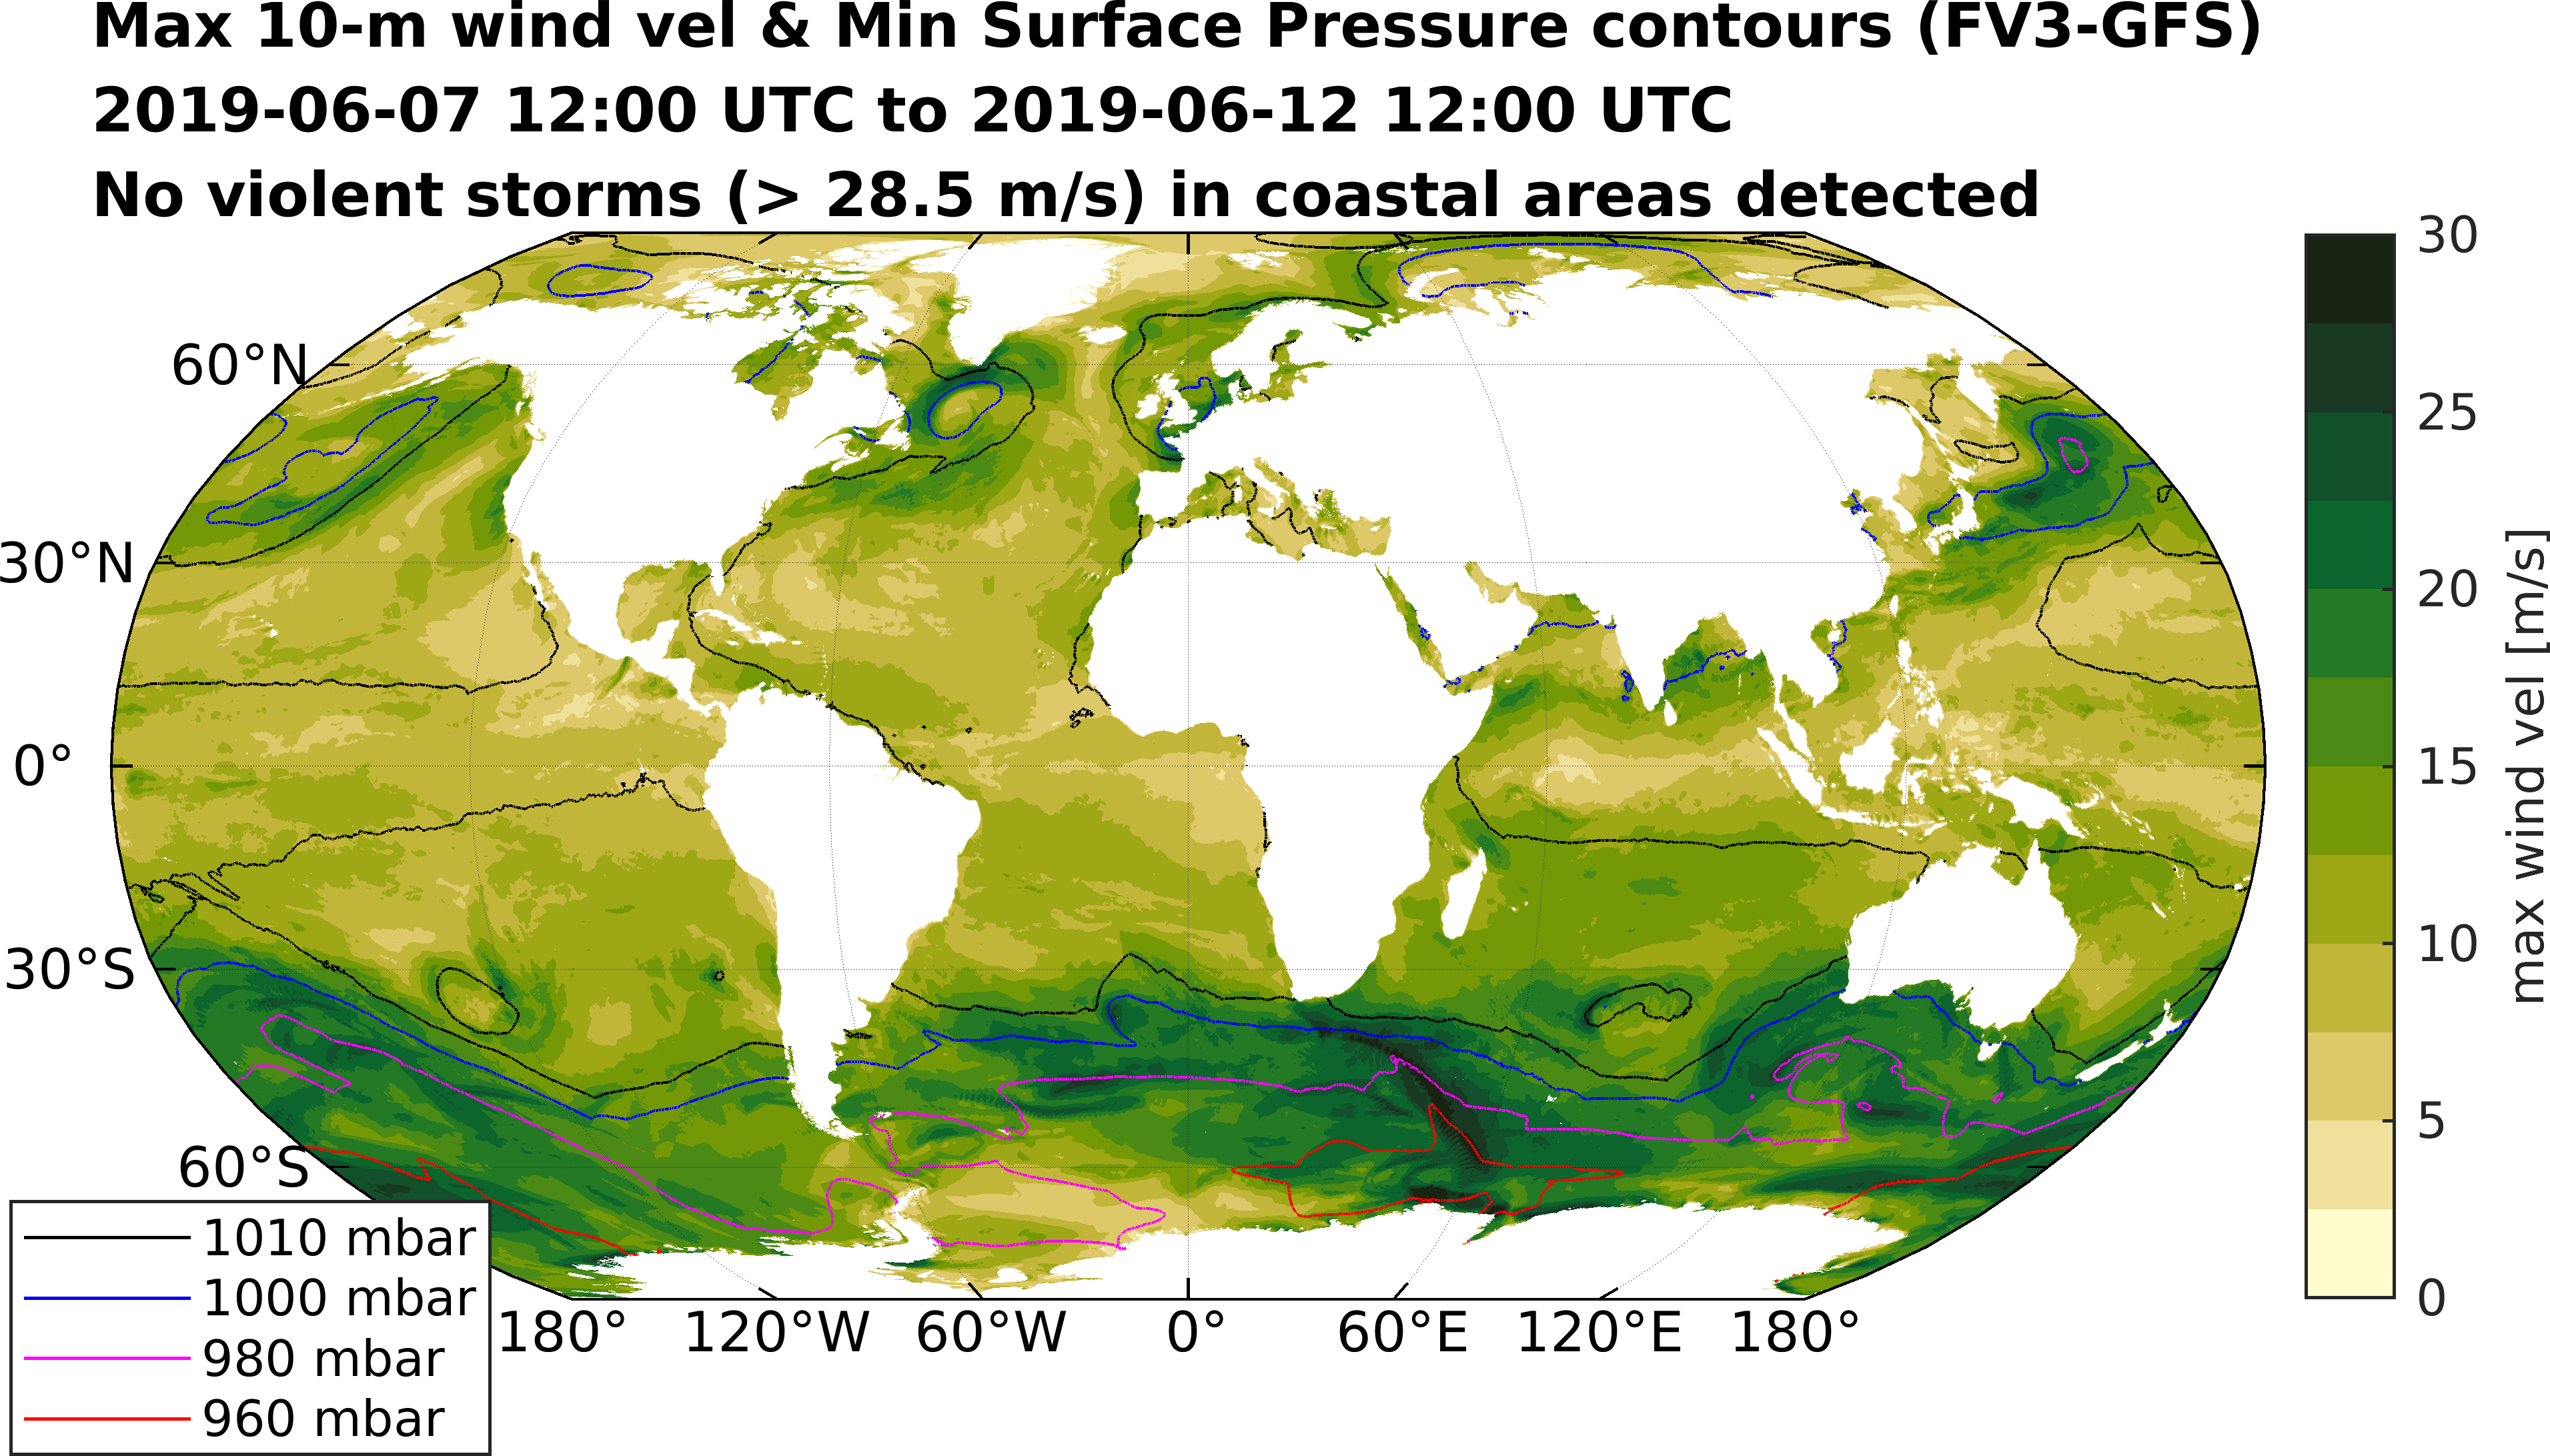 Max 10-m wind vel & Min Surface Pressure contours (FV3-GFS)
2019-06-07 12:00 UTC to 2019-06-12 12:00 UTC
No violent storms (> 28.5 m/s) in coastal areas detected
60°N
30°N
0°
30°S
60°S
180°
120°W
60°W
0°
60°E
120°E
180°
1010 mbar
1000 mbar
980 mbar
960 mbar
30
25
20
15
10
5
0
max wind vel [m/s]